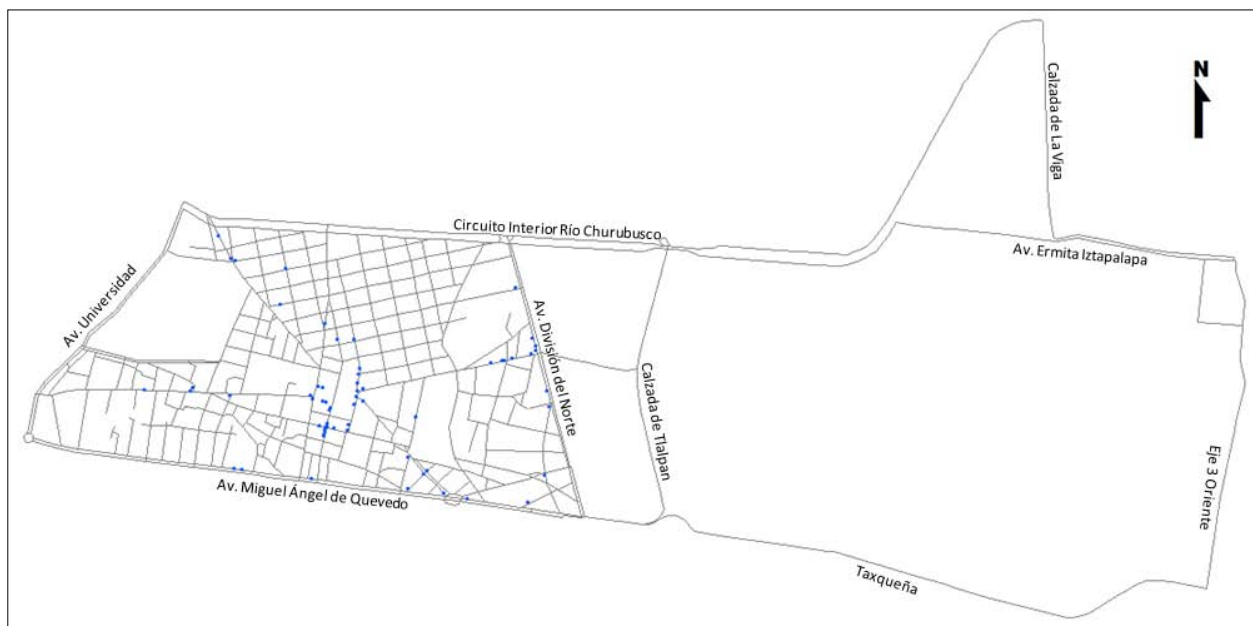 N
Calzada de La Viga
Circuito Interior Río Churubusco
Av. Ermita Iztapalapa
Av. Universidad
Av. División del Norte
Calzada de Tlalpan
Eje 3 Oriente
Av. Miguel Ángel de Quevedo
Taxqueña